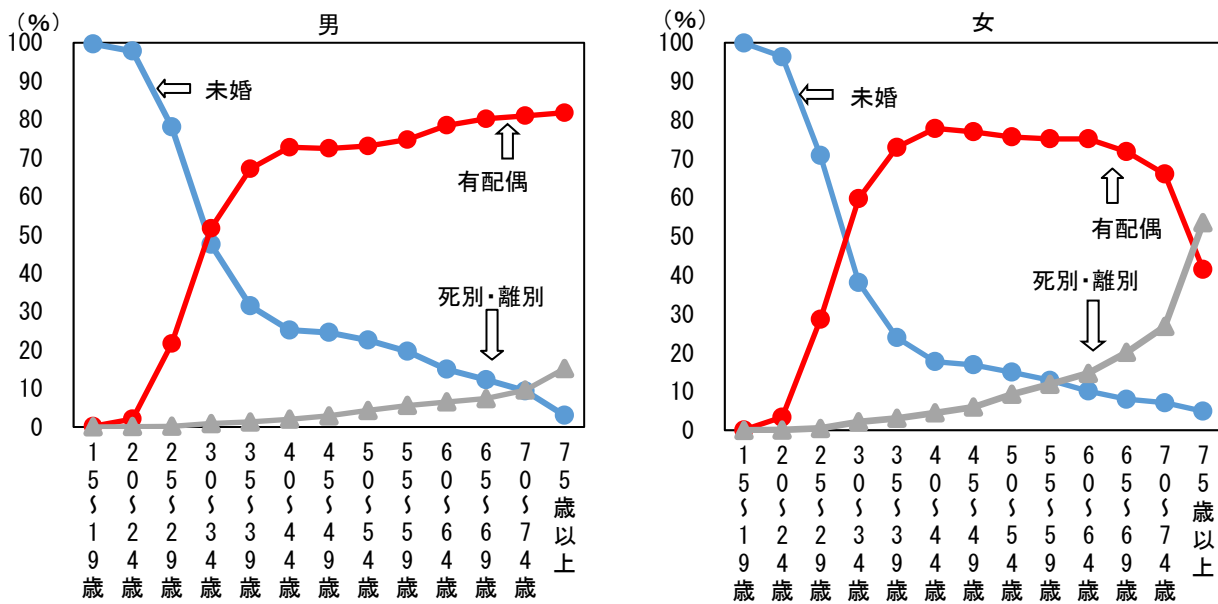 (%)
男
100
90
80
70
60
50
40
30
20
10
0
未婚
有配偶
死別・離別
15～19歳
20～24歳
25～29歳
30～34歳
35～39歳
40～44歳
45～49歳
50～54歳
55～59歳
60～64歳
65～69歳
70～74歳
75歳以上
(%)
女
100
90
80
70
60
50
40
30
20
10
0
未婚
有配偶
死別・離別
15～19歳
20～24歳
25～29歳
30～34歳
35～39歳
40～44歳
45～49歳
50～54歳
55～59歳
60～64歳
65～69歳
70～74歳
75歳以上